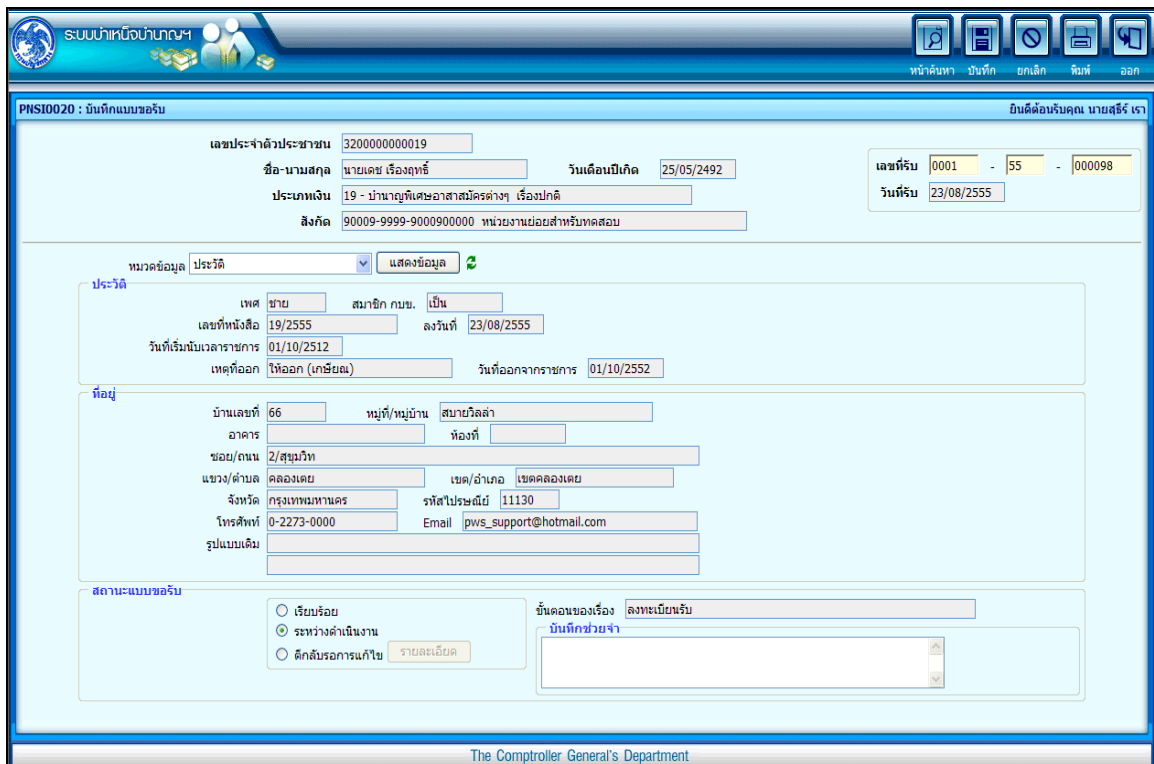 ระบบบำเหน็จบำนาญฯ
หน้าค้นหา บันทึก ยกเลิก พิมพ์ ออก
PNSI0020 : บันทึกแบบขอรับ ยินดีต้อนรับคุณ นายสุธีร์ เรา
เลขประจำตัวประชาชน 3200000000019
ชื่อ-นามสกุล นายเดช เรืองฤทธิ์ วันเดือนปีเกิด 25/05/2492 เลขที่รับ 0001 - 55 - 000098
ประเภทเงิน 19 - บำนาญพิเศษอาสาสมัครต่างๆ เรื่องปกติ วันที่รับ 23/08/2555
สังกัด 90009-9999-9000900000 หน่วยงานย่อยสำหรับทดสอบ
หมวดข้อมูล ประวัติ แสดงข้อมูล
ประวัติ
เพศ ชาย สมาชิก กบข. เป็น
เลขที่หนังสือ 19/2555 ลงวันที่ 23/08/2555
วันที่เริ่มนับเวลาราชการ 01/10/2512
เหตุที่ออก ให้ออก (เกษียณ) วันที่ออกจากราชการ 01/10/2552
ที่อยู่
บ้านเลขที่ 66 หมู่ที่/หมู่บ้าน สบายวิลล่า
อาคาร ห้องที่
ซอย/ถนน 2/สุขุมวิท
แขวง/ตำบล คลองเตย เขต/อำเภอ เขตคลองเตย
จังหวัด กรุงเทพมหานคร รหัสไปรษณีย์ 11130
โทรศัพท์ 0-2273-0000 Email pws_support@hotmail.com
รูปแบบเดิม
สถานะแบบขอรับ
เรียบร้อย ขั้นตอนของเรื่อง ลงทะเบียนรับ
ระหว่างดำเนินงาน บันทึกช่วยจำ
ตีกลับรอการแก้ไข รายละเอียด
The Comptroller General's Department